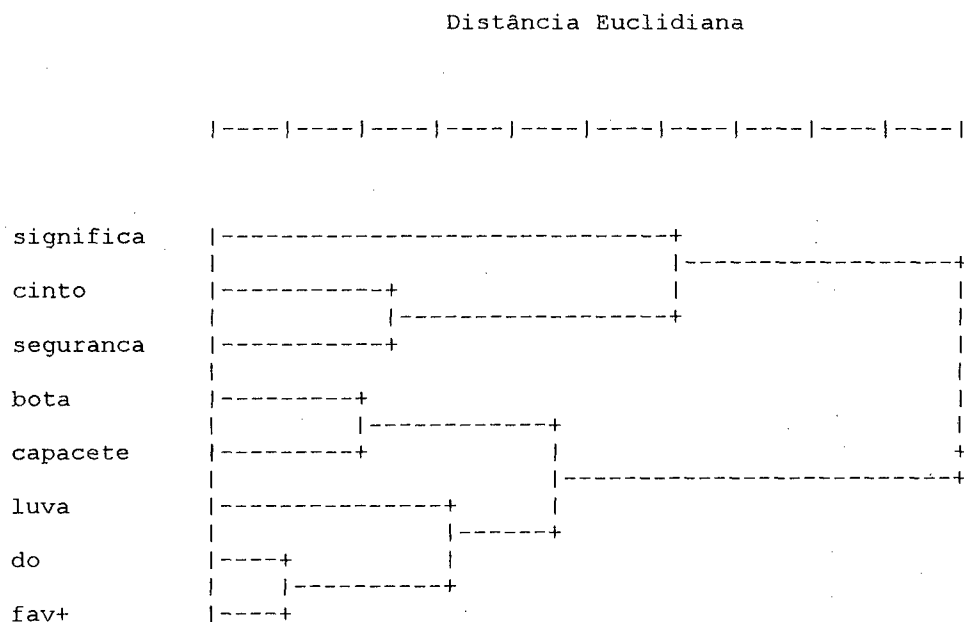 Distância Euclidiana
|----|----|----|----|----|----|----|----|----|----|
significa |------------------------------+
| |------------------+
cinto |-----------+ | |
| |------------------+ |
seguranca |-----------+ |
| |
bota |---------+ |
| |------------+ |
capacete |---------+ | +
| |--------------------------+
luva |---------------+ |
| |------+
do |----+ |
| |----------+
fav+ |----+